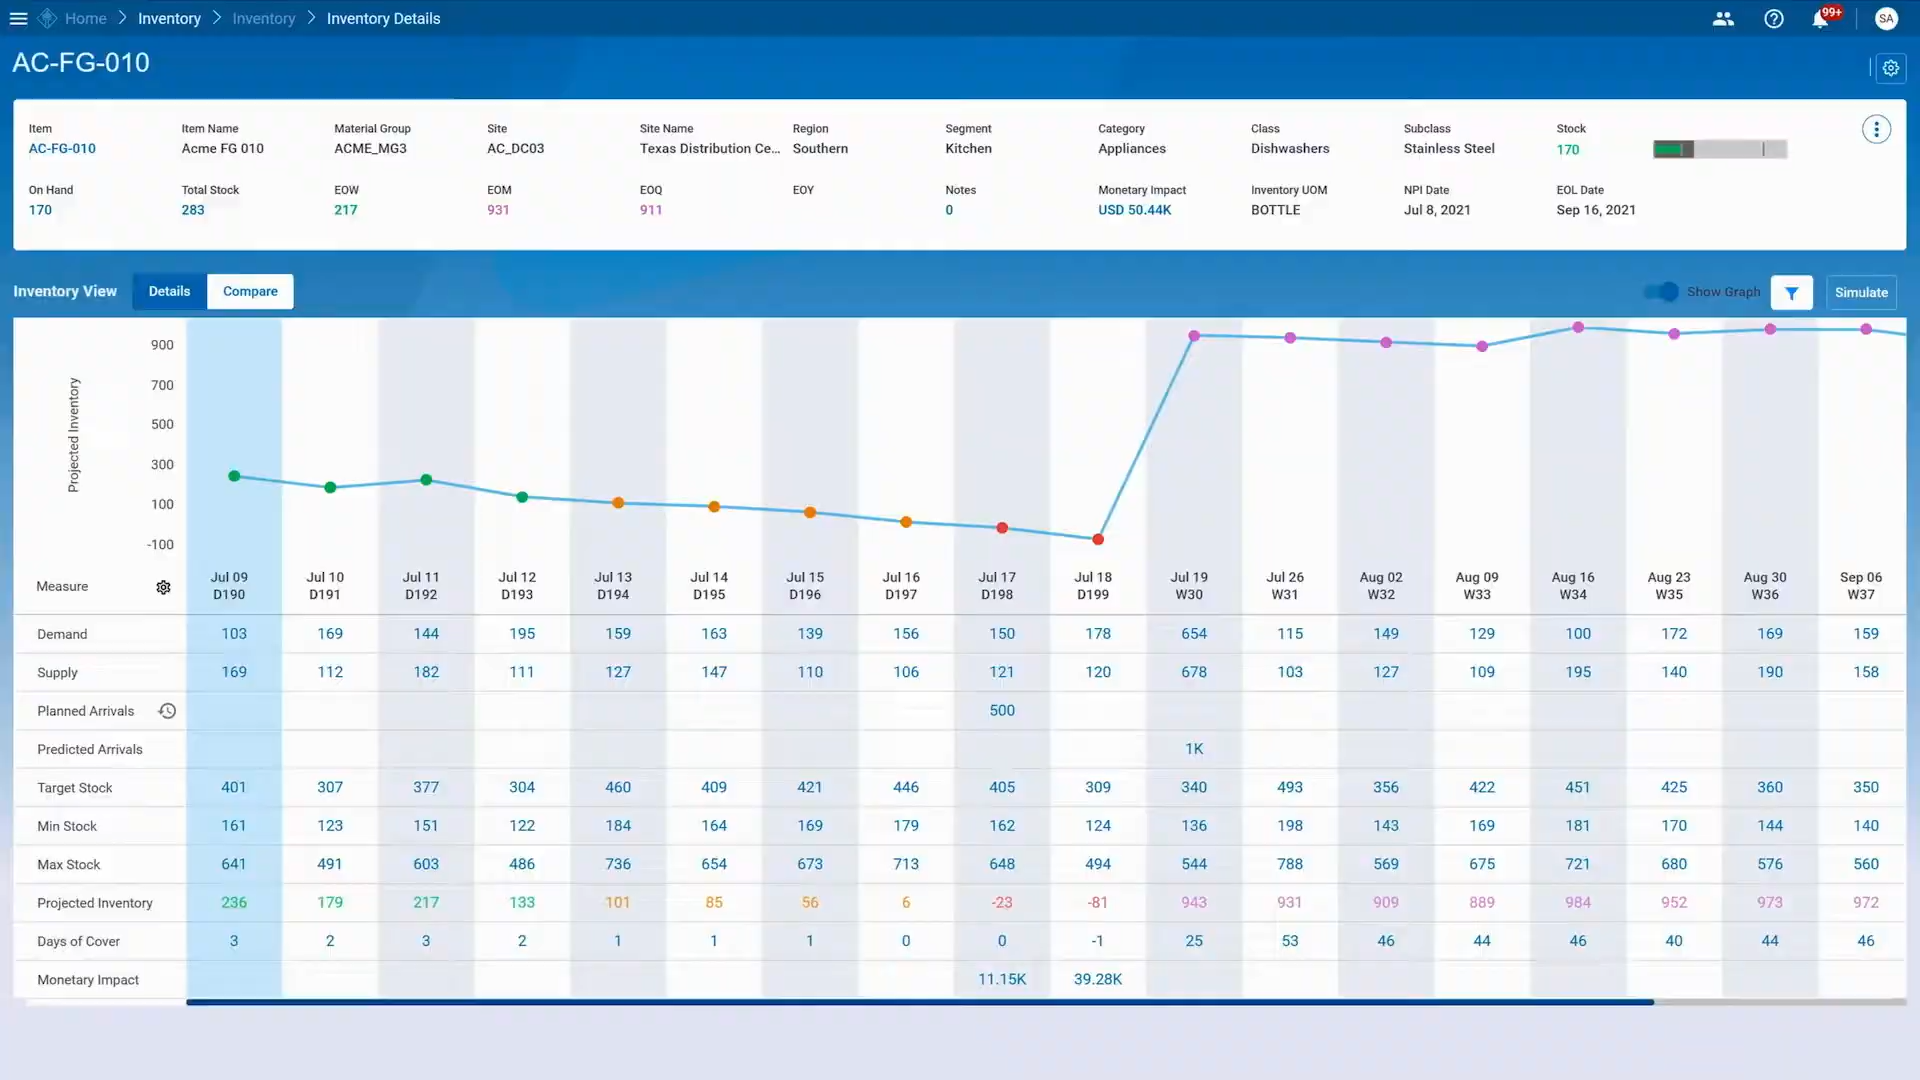 Home Inventory Inventory Inventory Details 99+ SA
AC-FG-010
Item Item Name Material Group Site Site Name Region Segment Category Class Subclass Stock
AC-FG-010 Acme FG 010 ACME_MG3 AC_DC03 Texas Distribution Ce... Southern Kitchen Appliances Dishwashers Stainless Steel 170
On Hand Total Stock EOW EOM EOQ EOY Notes Monetary Impact Inventory UOM NPI Date EOL Date
170 283 217 931 911 0 USD 50.44K BOTTLE Jul 8, 2021 Sep 16, 2021
Inventory View Details Compare Show Graph Simulate
Projected Inventory
900
700
500
300
100
-100
Measure
Jul 09 Jul 10 Jul 11 Jul 12 Jul 13 Jul 14 Jul 15 Jul 16 Jul 17 Jul 18 Jul 19 Jul 26 Aug 02 Aug 09 Aug 16 Aug 23 Aug 30 Sep 06
D190 D191 D192 D193 D194 D195 D196 D197 D198 D199 W30 W31 W32 W33 W34 W35 W36 W37
Demand 103 169 144 195 159 163 139 156 150 178 654 115 149 129 100 172 169 159
Supply 169 112 182 111 127 147 110 106 121 120 678 103 127 109 195 140 190 158
Planned Arrivals 500
Predicted Arrivals 1K
Target Stock 401 307 377 304 460 409 421 446 405 309 340 493 356 422 451 425 360 350
Min Stock 161 123 151 122 184 164 169 179 162 124 136 198 143 169 181 170 144 140
Max Stock 641 491 603 486 736 654 673 713 648 494 544 788 569 675 721 680 576 560
Projected Inventory 236 179 217 133 101 85 56 6 -23 -81 943 931 909 889 984 952 973 972
Days of Cover 3 2 3 2 1 1 1 0 0 -1 25 53 46 44 46 40 44 46
Monetary Impact 11.15K 39.28K